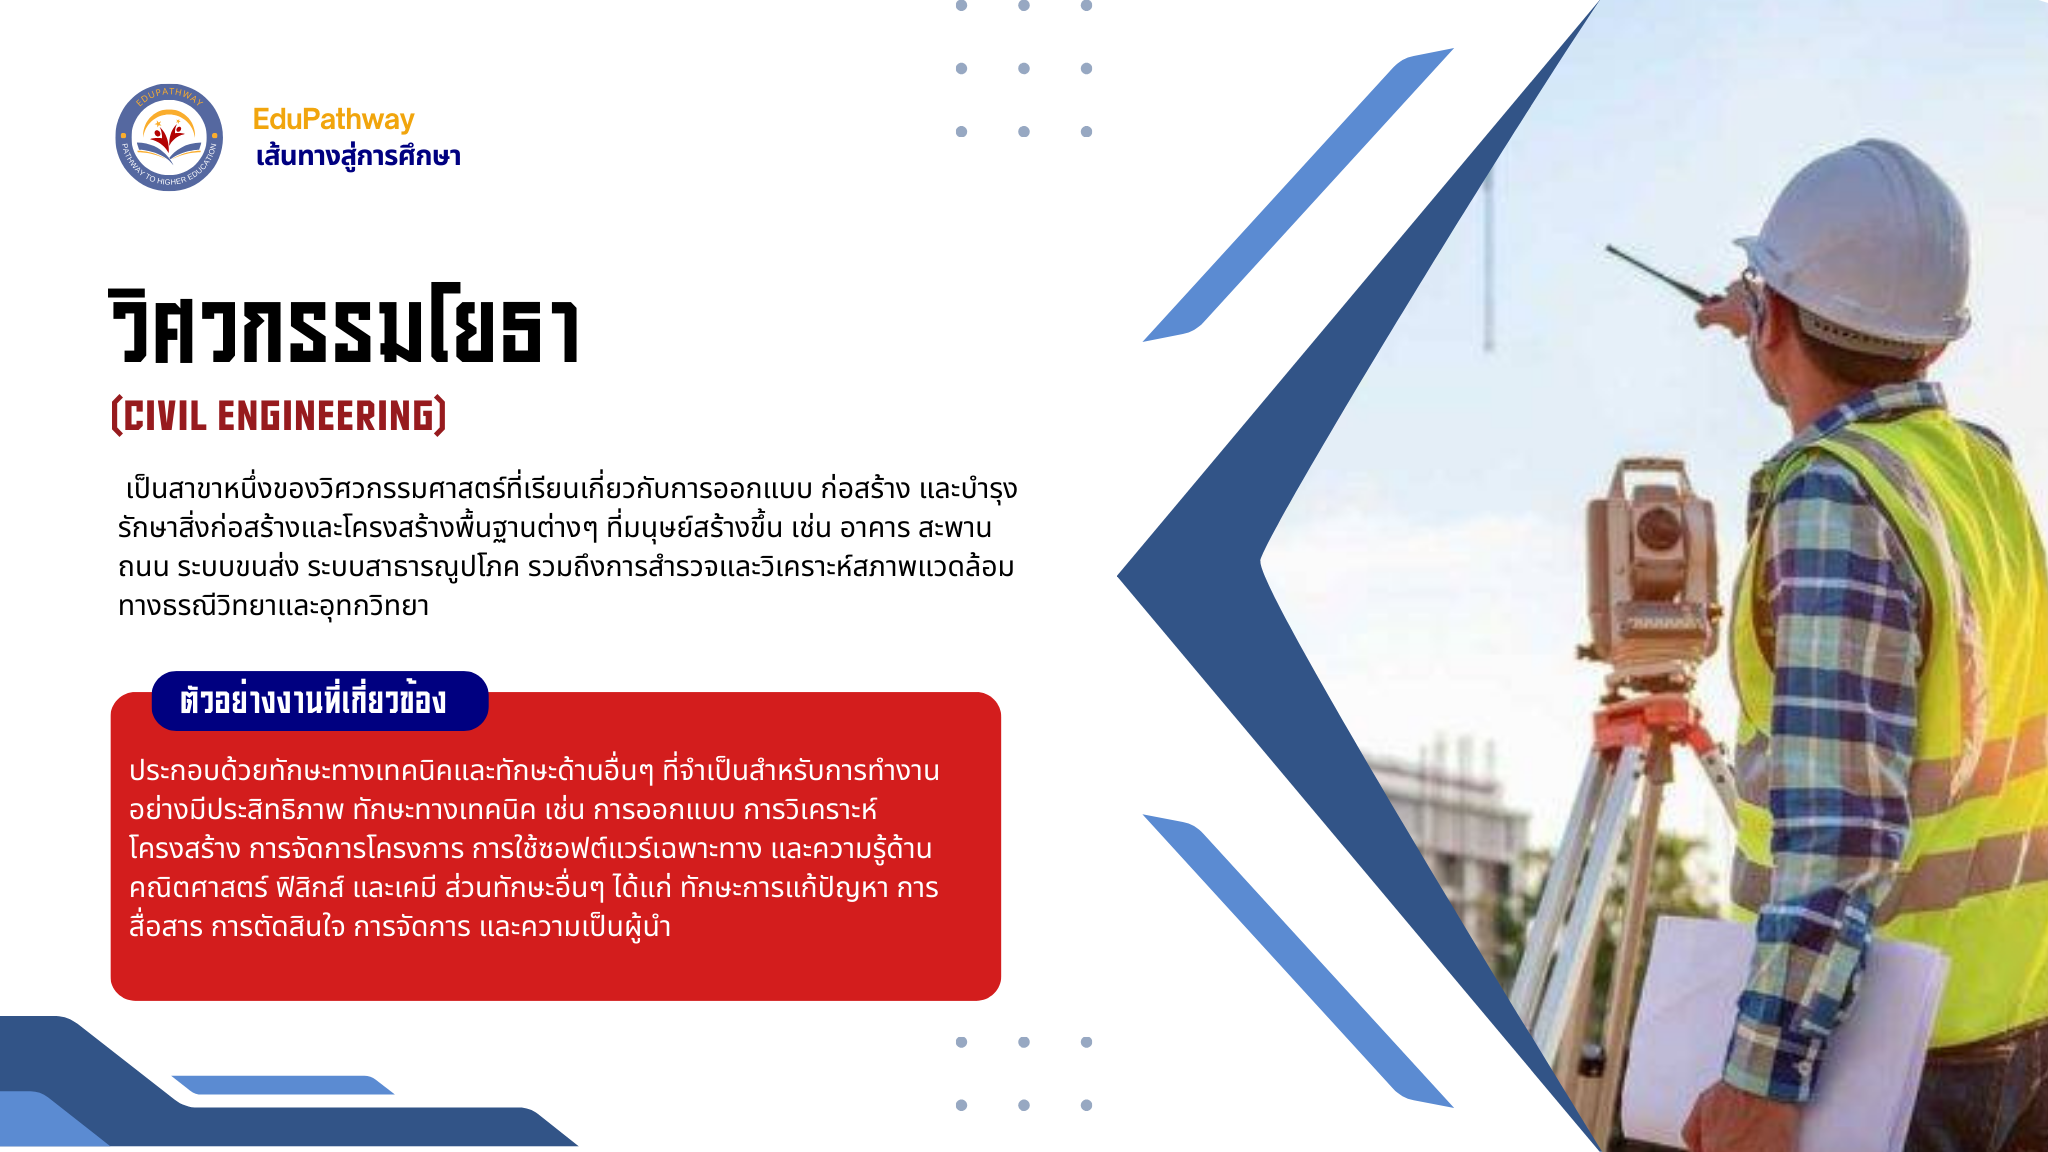 EDUPATHWAY
PATHWAY TO HIGHER EDUCATION
EduPathway
เส้นทางสู่การศึกษา
วิศวกรรมโยธา
(CIVIL ENGINEERING)
เป็นสาขาหนึ่งของวิศวกรรมศาสตร์ที่เรียนเกี่ยวกับการออกแบบ ก่อสร้าง และบำรุง
รักษาสิ่งก่อสร้างและโครงสร้างพื้นฐานต่างๆ ที่มนุษย์สร้างขึ้น เช่น อาคาร สะพาน
ถนน ระบบขนส่ง ระบบสาธารณูปโภค รวมถึงการสำรวจและวิเคราะห์สภาพแวดล้อม
ทางธรณีวิทยาและอุทกวิทยา
ตัวอย่างงานที่เกี่ยวข้อง
ประกอบด้วยทักษะทางเทคนิคและทักษะด้านอื่นๆ ที่จำเป็นสำหรับการทำงาน
อย่างมีประสิทธิภาพ ทักษะทางเทคนิค เช่น การออกแบบ การวิเคราะห์
โครงสร้าง การจัดการโครงการ การใช้ซอฟต์แวร์เฉพาะทาง และความรู้ด้าน
คณิตศาสตร์ ฟิสิกส์ และเคมี ส่วนทักษะอื่นๆ ได้แก่ ทักษะการแก้ปัญหา การ
สื่อสาร การตัดสินใจ การจัดการ และความเป็นผู้นำ